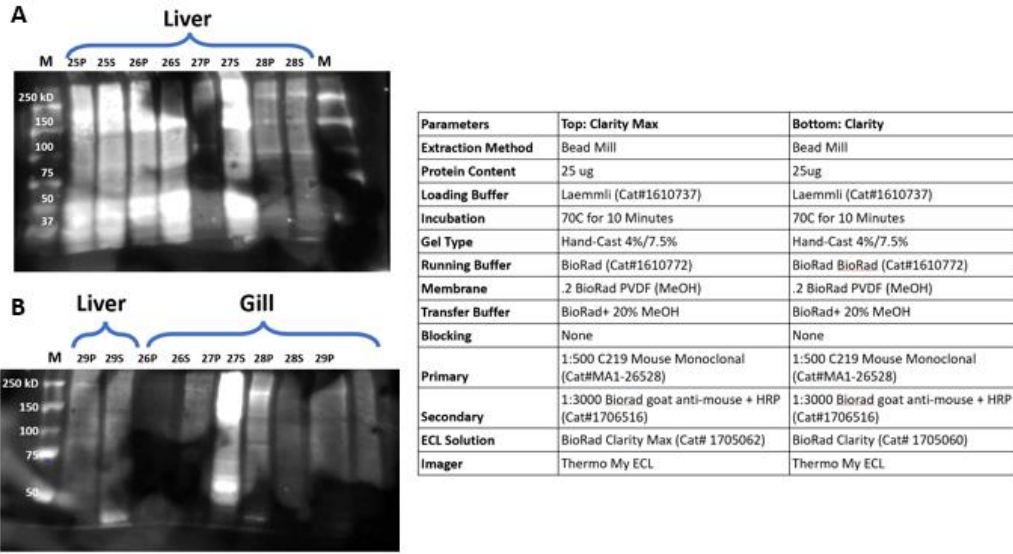 A
Liver
M 25P 25S 26P 26S 27P 27S 28P 28S M
250 kD
150
100
75
50
37
B
Liver Gill
M 29P 29S 26P 26S 27P 27S 28P 28S 29P
250 kD
150
100
75
50
Parameters Top: Clarity Max Bottom: Clarity
Extraction Method Bead Mill Bead Mill
Protein Content 25 ug 25ug
Loading Buffer Laemmli (Cat#1610737) Laemmli (Cat#1610737)
Incubation 70C for 10 Minutes 70C for 10 Minutes
Gel Type Hand-Cast 4%/7.5% Hand-Cast 4%/7.5%
Running Buffer BioRad (Cat#1610772) BioRad BioRad (Cat#1610772)
Membrane .2 BioRad PVDF (MeOH) .2 BioRad PVDF (MeOH)
Transfer Buffer BioRad+ 20% MeOH BioRad+ 20% MeOH
Blocking None None
1:500 C219 Mouse Monoclonal 1:500 C219 Mouse Monoclonal
Primary (Cat#MA1-26528) (Cat#MA1-26528)
1:3000 Biorad goat anti-mouse + HRP 1:3000 Biorad goat anti-mouse + HRP
Secondary (Cat#1706516) (Cat#1706516)
ECL Solution BioRad Clarity Max (Cat# 1705062) BioRad Clarity (Cat# 1705060)
Imager Thermo My ECL Thermo My ECL